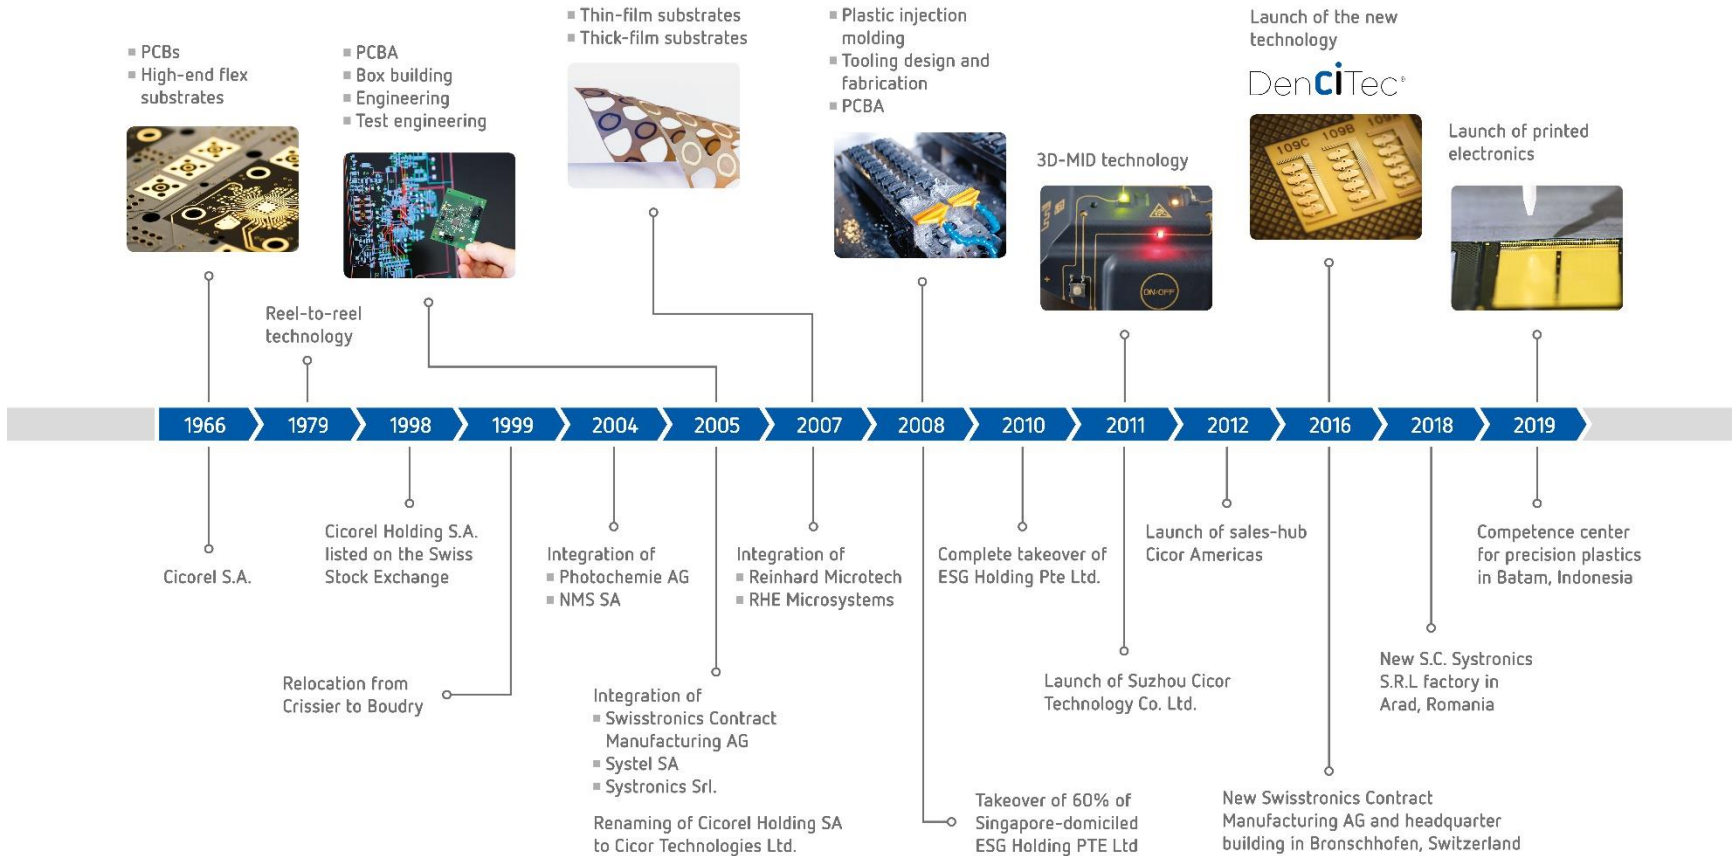 ■ PCBs
■ High-end flex
substrates
■ PCBA
■ Box building
■ Engineering
■ Test engineering
■ Thin-film substrates
■ Thick-film substrates
■ Plastic injection
molding
■ Tooling design and
fabrication
■ PCBA
3D-MID technology
ON-OFF
Launch of the new
technology
DenCiTec®
109C
109B
Launch of printed
electronics
Reel-to-reel
technology
1966
1979
1998
1999
2004
2005
2007
2008
2010
2011
2012
2016
2018
2019
Cicorel S.A.
Relocation from
Crissier to Boudry
Cicorel Holding S.A.
listed on the Swiss
Stock Exchange
Integration of
■ Photochemie AG
■ NMS SA
Integration of
■ Swisstronics Contract
Manufacturing AG
■ Systel SA
■ Systronics Srl.
Renaming of Cicorel Holding SA
to Cicor Technologies Ltd.
Integration of
■ Reinhard Microtech
■ RHE Microsystems
Takeover of 60% of
Singapore-domiciled
ESG Holding PTE Ltd
Complete takeover of
ESG Holding Pte Ltd.
Launch of Suzhou Cicor
Technology Co. Ltd.
Launch of sales-hub
Cicor Americas
New Swisstronics Contract
Manufacturing AG and headquarter
building in Bronschhofen, Switzerland
New S.C. Systronics
S.R.L factory in
Arad, Romania
Competence center
for precision plastics
in Batam, Indonesia